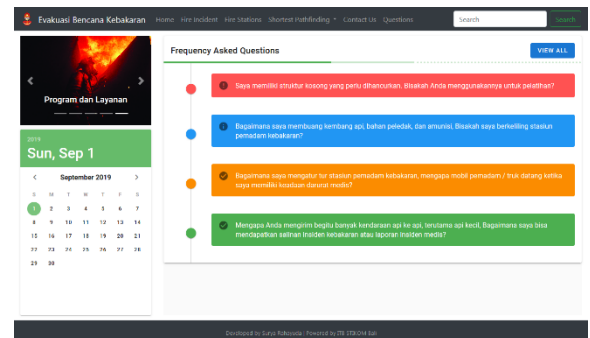 Evakuasi Bencana Kebakaran Home Fire Incident Fire Stations Shortest Pathfinding Contact Us Questions Search Search
Program dan Layanan
2019
Sun, Sep 1
September 2019
S M T W T F S
1 2 3 4 5 6 7
8 9 10 11 12 13 14
15 16 17 18 19 20 21
22 23 24 25 26 27 28
29 30
Frequency Asked Questions VIEW ALL
Saya memiliki struktur kosong yang perlu dihancurkan. Bisakah Anda menggunakannya untuk pelatihan?
Bagaimana saya membuang kembang api, bahan peledak, dan amunisi, Bisakah saya berkeliling stasiun
pemadam kebakaran?
Bagaimana saya mengatur tur stasiun pemadam kebakaran, mengapa mobil pemadam / truk datang ketika
saya memiliki keadaan darurat medis?
Mengapa Anda mengirim begitu banyak kendaraan api ke api, terutama api kecil, Bagaimana saya bisa
mendapatkan salinan insiden kebakaran atau laporan insiden medis?
Developed by Surya Rahayuda | Powered by ITB STIKOM Bali